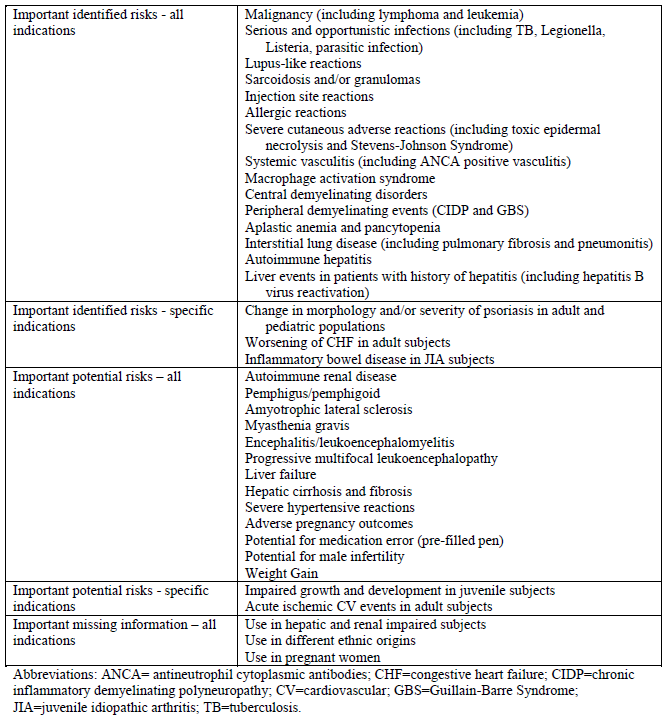 Important identified risks - all
indications
Malignancy (including lymphoma and leukemia)
Serious and opportunistic infections (including TB, Legionella,
Listeria, parasitic infection)
Lupus-like reactions
Sarcoidosis and/or granulomas
Injection site reactions
Allergic reactions
Severe cutaneous adverse reactions (including toxic epidermal
necrolysis and Stevens-Johnson Syndrome)
Systemic vasculitis (including ANCA positive vasculitis)
Macrophage activation syndrome
Central demyelinating disorders
Peripheral demyelinating events (CIDP and GBS)
Aplastic anemia and pancytopenia
Interstitial lung disease (including pulmonary fibrosis and pneumonitis)
Autoimmune hepatitis
Liver events in patients with history of hepatitis (including hepatitis B
virus reactivation)
Important identified risks - specific
indications
Change in morphology and/or severity of psoriasis in adult and
pediatric populations
Worsening of CHF in adult subjects
Inflammatory bowel disease in JIA subjects
Important potential risks – all
indications
Autoimmune renal disease
Pemphigus/pemphigoid
Amyotrophic lateral sclerosis
Myasthenia gravis
Encephalitis/leukoencephalomyelitis
Progressive multifocal leukoencephalopathy
Liver failure
Hepatic cirrhosis and fibrosis
Severe hypertensive reactions
Adverse pregnancy outcomes
Potential for medication error (pre-filled pen)
Potential for male infertility
Weight Gain
Important potential risks - specific
indications
Impaired growth and development in juvenile subjects
Acute ischemic CV events in adult subjects
Important missing information – all
indications
Use in hepatic and renal impaired subjects
Use in different ethnic origins
Use in pregnant women
Abbreviations: ANCA= antineutrophil cytoplasmic antibodies; CHF=congestive heart failure; CIDP=chronic
inflammatory demyelinating polyneuropathy; CV=cardiovascular; GBS=Guillain-Barre Syndrome;
JIA=juvenile idiopathic arthritis; TB=tuberculosis.